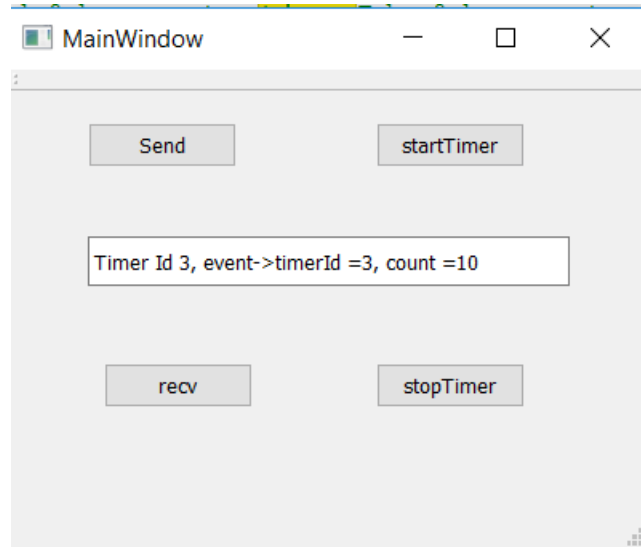 MainWindow
Send
startTimer
Timer Id 3, event->timerId =3, count =10
recv
stopTimer